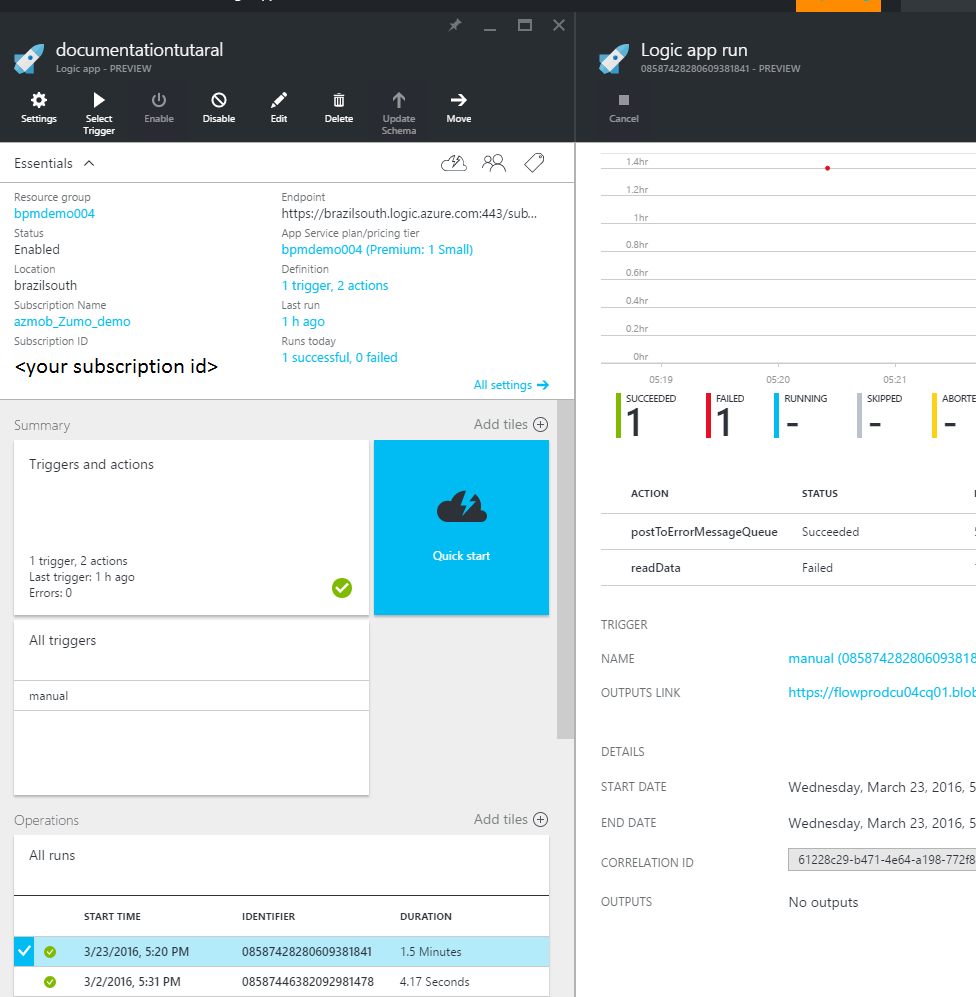 documentationtutaral
Logic app - PREVIEW
Settings
Select Trigger
Enable
Disable
Edit
Delete
Update Schema
Move
Essentials
Resource group
bpmdemo004
Status
Enabled
Location
brazilsouth
Subscription Name
azmob_Zumo_demo
Subscription ID
<your subscription id>
Endpoint
https://brazilsouth.logic.azure.com:443/sub...
App Service plan/pricing tier
bpmdemo004 (Premium: 1 Small)
Definition
1 trigger, 2 actions
Last run
1 h ago
Runs today
1 successful, 0 failed
All settings
Summary
Add tiles
Triggers and actions
1 trigger, 2 actions
Last trigger: 1 h ago
Errors: 0
Quick start
All triggers
manual
Operations
Add tiles
All runs
START TIME IDENTIFIER DURATION
3/23/2016, 5:20 PM 08587428280609381841 1.5 Minutes
3/2/2016, 5:31 PM 08587446382092981478 4.17 Seconds
Logic app run
08587428280609381841 - PREVIEW
Cancel
1.4hr
1.2hr
1hr
0.8hr
0.6hr
0.4hr
0.2hr
0hr
05:19 05:20 05:21
SUCCEEDED
1
FAILED
1
RUNNING
-
SKIPPED
-
ABORTE
-
ACTION STATUS
postToErrorMessageQueue Succeeded
readData Failed
TRIGGER
NAME manual (085874282806093818
OUTPUTS LINK https://flowprodcu04cq01.blob
DETAILS
START DATE Wednesday, March 23, 2016, 5
END DATE Wednesday, March 23, 2016, 5
CORRELATION ID 61228c29-b471-4e64-a198-772f8
OUTPUTS No outputs